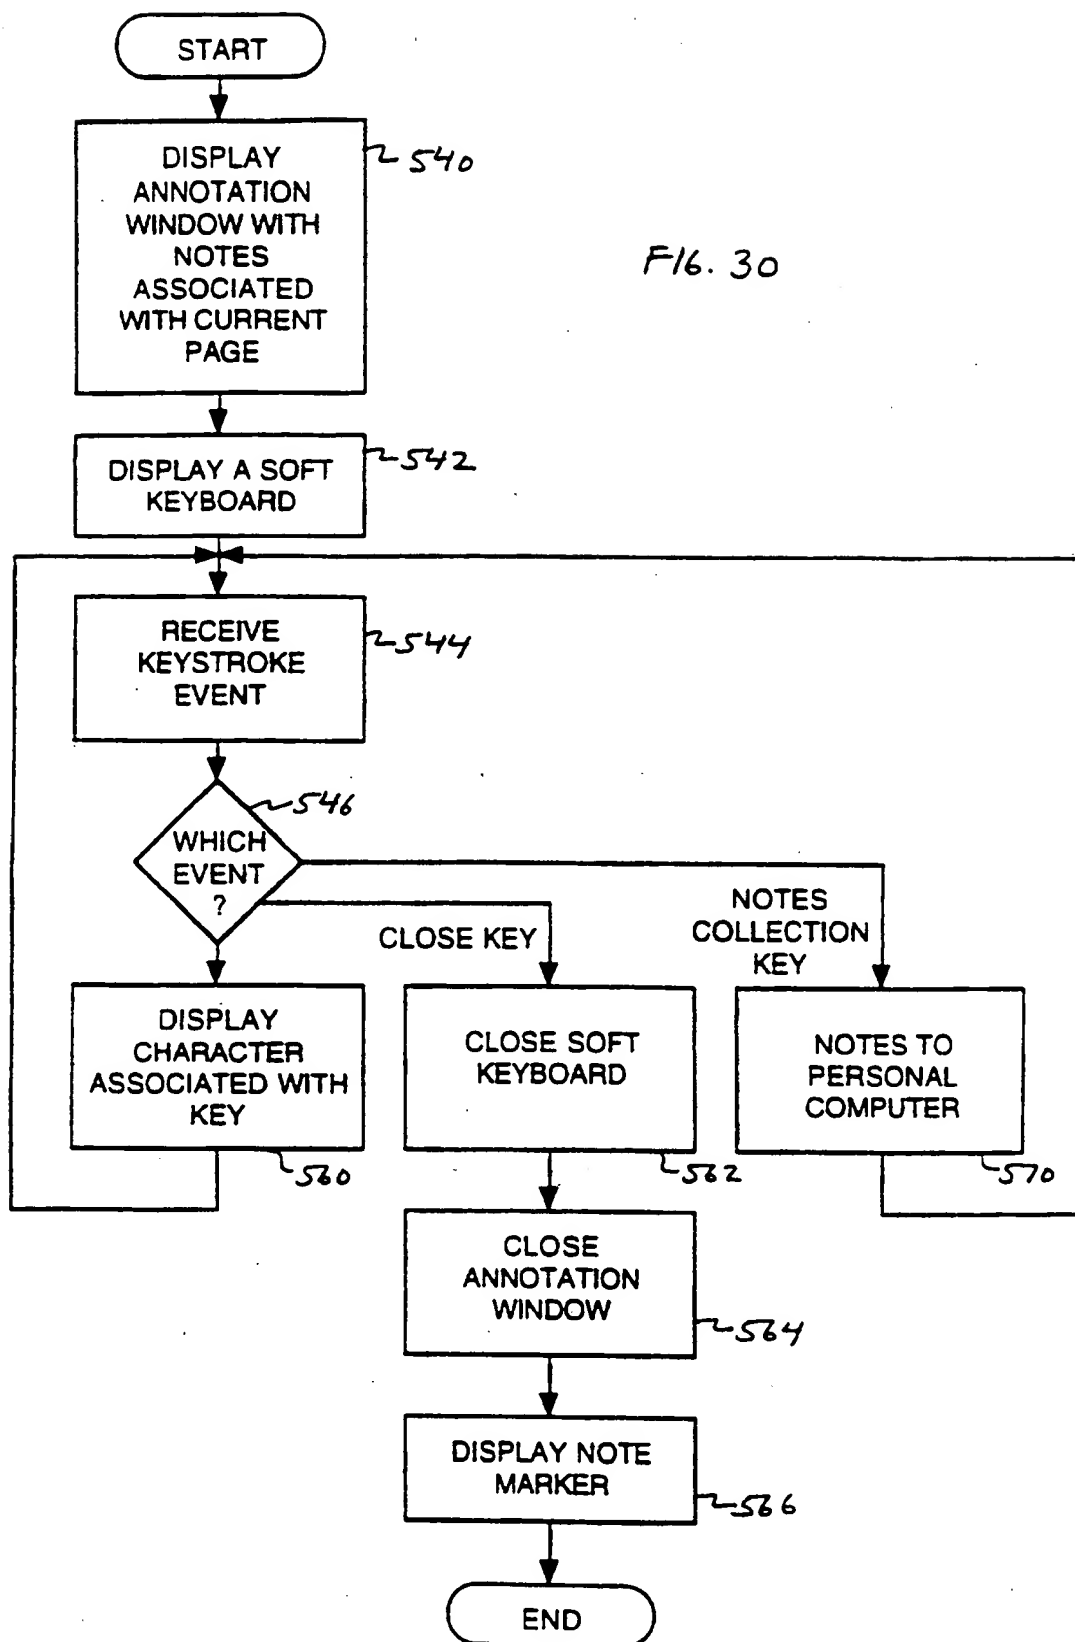 START
DISPLAY
ANNOTATION
WINDOW WITH
NOTES
ASSOCIATED
WITH CURRENT
PAGE
540
FIG. 30
DISPLAY A SOFT
KEYBOARD
542
RECEIVE
KEYSTROKE
EVENT
544
WHICH
EVENT
?
546
CLOSE KEY
NOTES
COLLECTION
KEY
DISPLAY
CHARACTER
ASSOCIATED WITH
KEY
560
CLOSE SOFT
KEYBOARD
562
NOTES TO
PERSONAL
COMPUTER
570
CLOSE
ANNOTATION
WINDOW
564
DISPLAY NOTE
MARKER
566
END